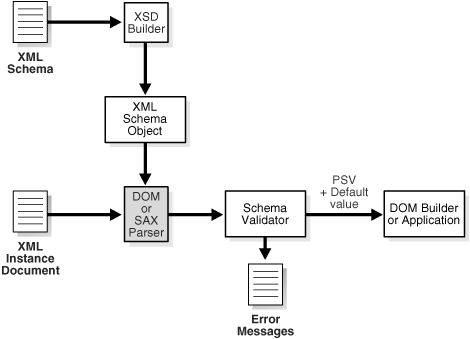 XSD
Builder
XML
Schema
XML
Schema
Object
DOM
or
SAX
Parser
PSV
+ Default
value
Schema
Validator
DOM Builder
or Application
XML
Instance
Document
Error
Messages